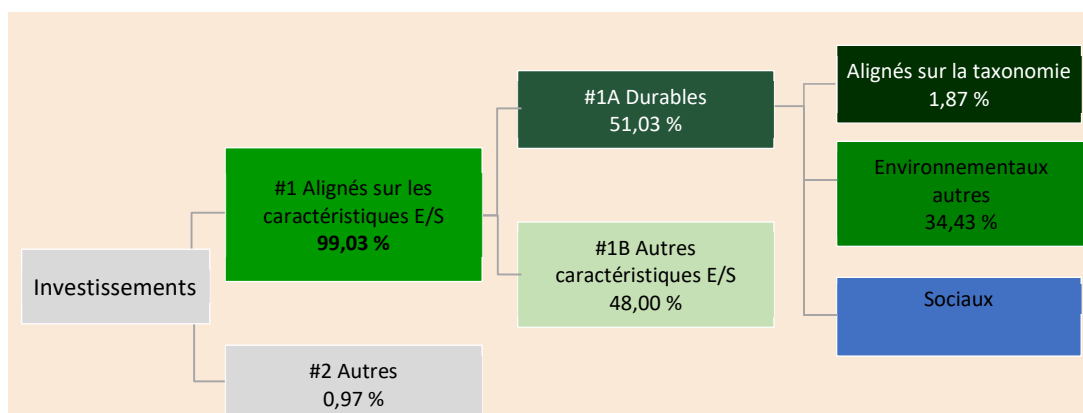 Investissements
#1 Alignés sur les
caractéristiques E/S
99,03 %
#2 Autres
0,97 %
#1A Durables
51,03 %
#1B Autres
caractéristiques E/S
48,00 %
Alignés sur la taxonomie
1,87 %
Environnementaux
autres
34,43 %
Sociaux